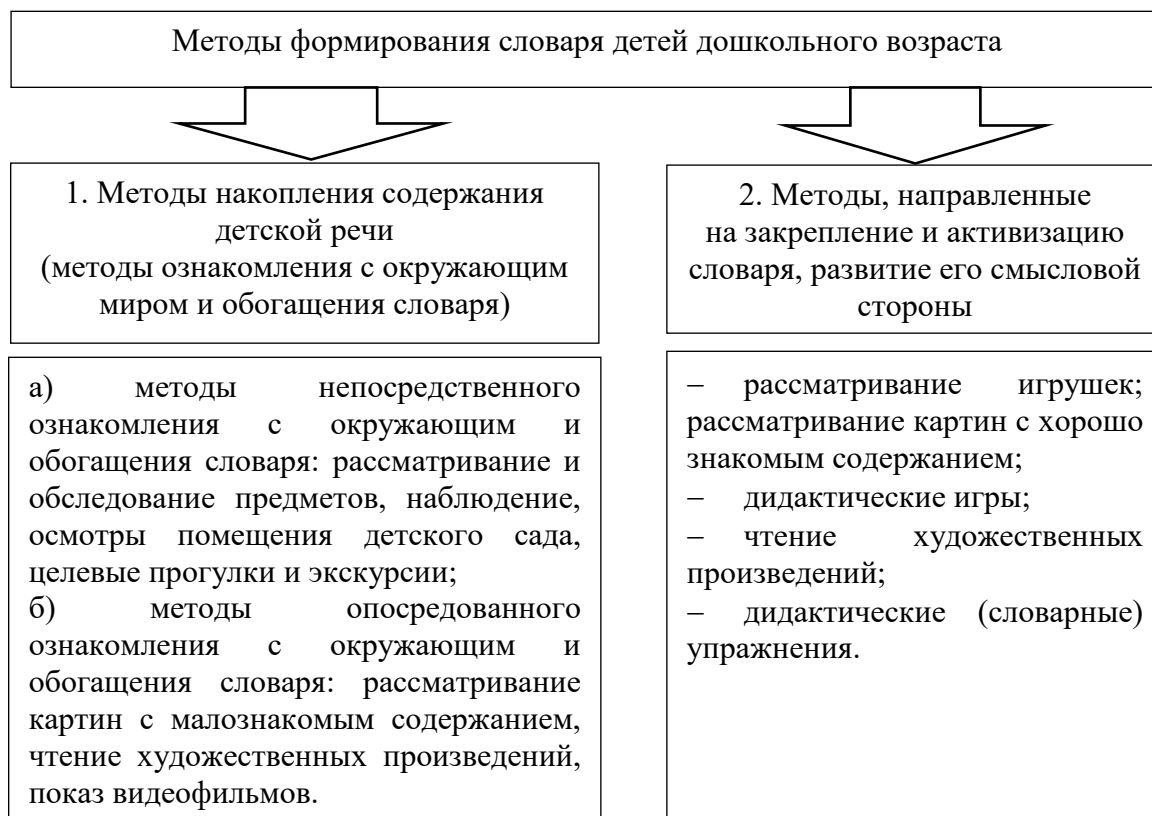 Методы формирования словаря детей дошкольного возраста
1. Методы накопления содержания
детской речи
(методы ознакомления с окружающим
миром и обогащения словаря)
2. Методы, направленные
на закрепление и активизацию
словаря, развитие его смысловой
стороны
а) методы непосредственного
ознакомления с окружающим и
обогащения словаря: рассматривание и
обследование предметов, наблюдение,
осмотры помещения детского сада,
целевые прогулки и экскурсии;
б) методы опосредованного
ознакомления с окружающим и
обогащения словаря: рассматривание
картин с малознакомым содержанием,
чтение художественных произведений,
показ видеофильмов.
− рассматривание игрушек;
рассматривание картин с хорошо
знакомым содержанием;
− дидактические игры;
− чтение художественных
произведений;
− дидактические (словарные)
упражнения.